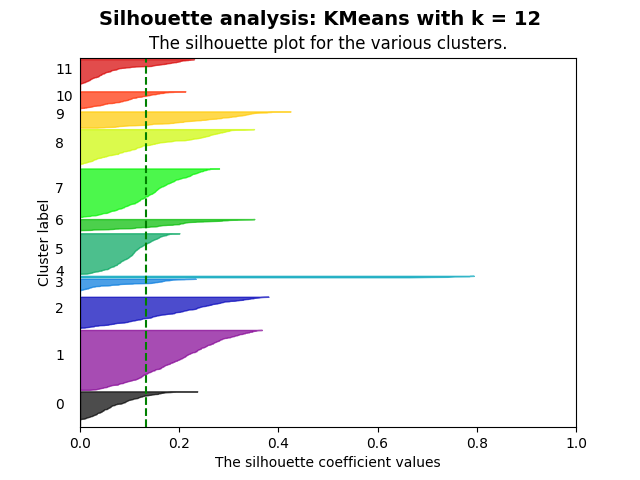 Silhouette analysis: KMeans with k = 12
The silhouette plot for the various clusters.
11
10
9
8
7
6
5
4
3
2
1
0
Cluster label
0.0 0.2 0.4 0.6 0.8 1.0
The silhouette coefficient values